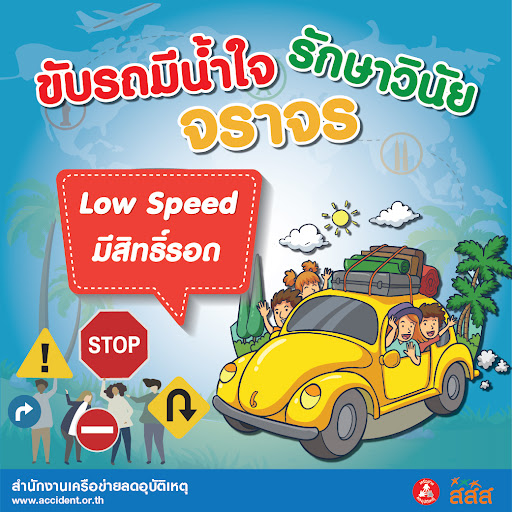 ขับรถมีน้ำใจ รักษาวินัย
จราจร
Low Speed
มีสิทธิ์รอด
!
STOP
สำนักงานเครือข่ายลดอุบัติเหตุ
www.accident.or.th
สสส